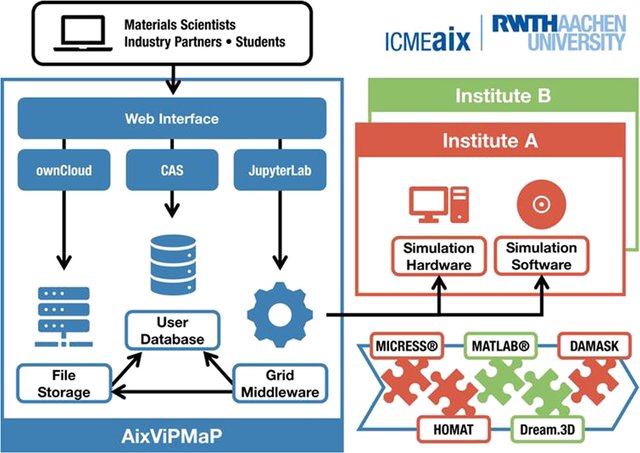 Materials Scientists
Industry Partners • Students
ICMEaix
RWTHAACHEN
UNIVERSITY
Web Interface
ownCloud
CAS
JupyterLab
User
Database
File
Storage
Grid
Middleware
AixViPMaP
Institute B
Institute A
Simulation
Hardware
Simulation
Software
MICRESS®
MATLAB®
DAMASK
HOMAT
Dream.3D